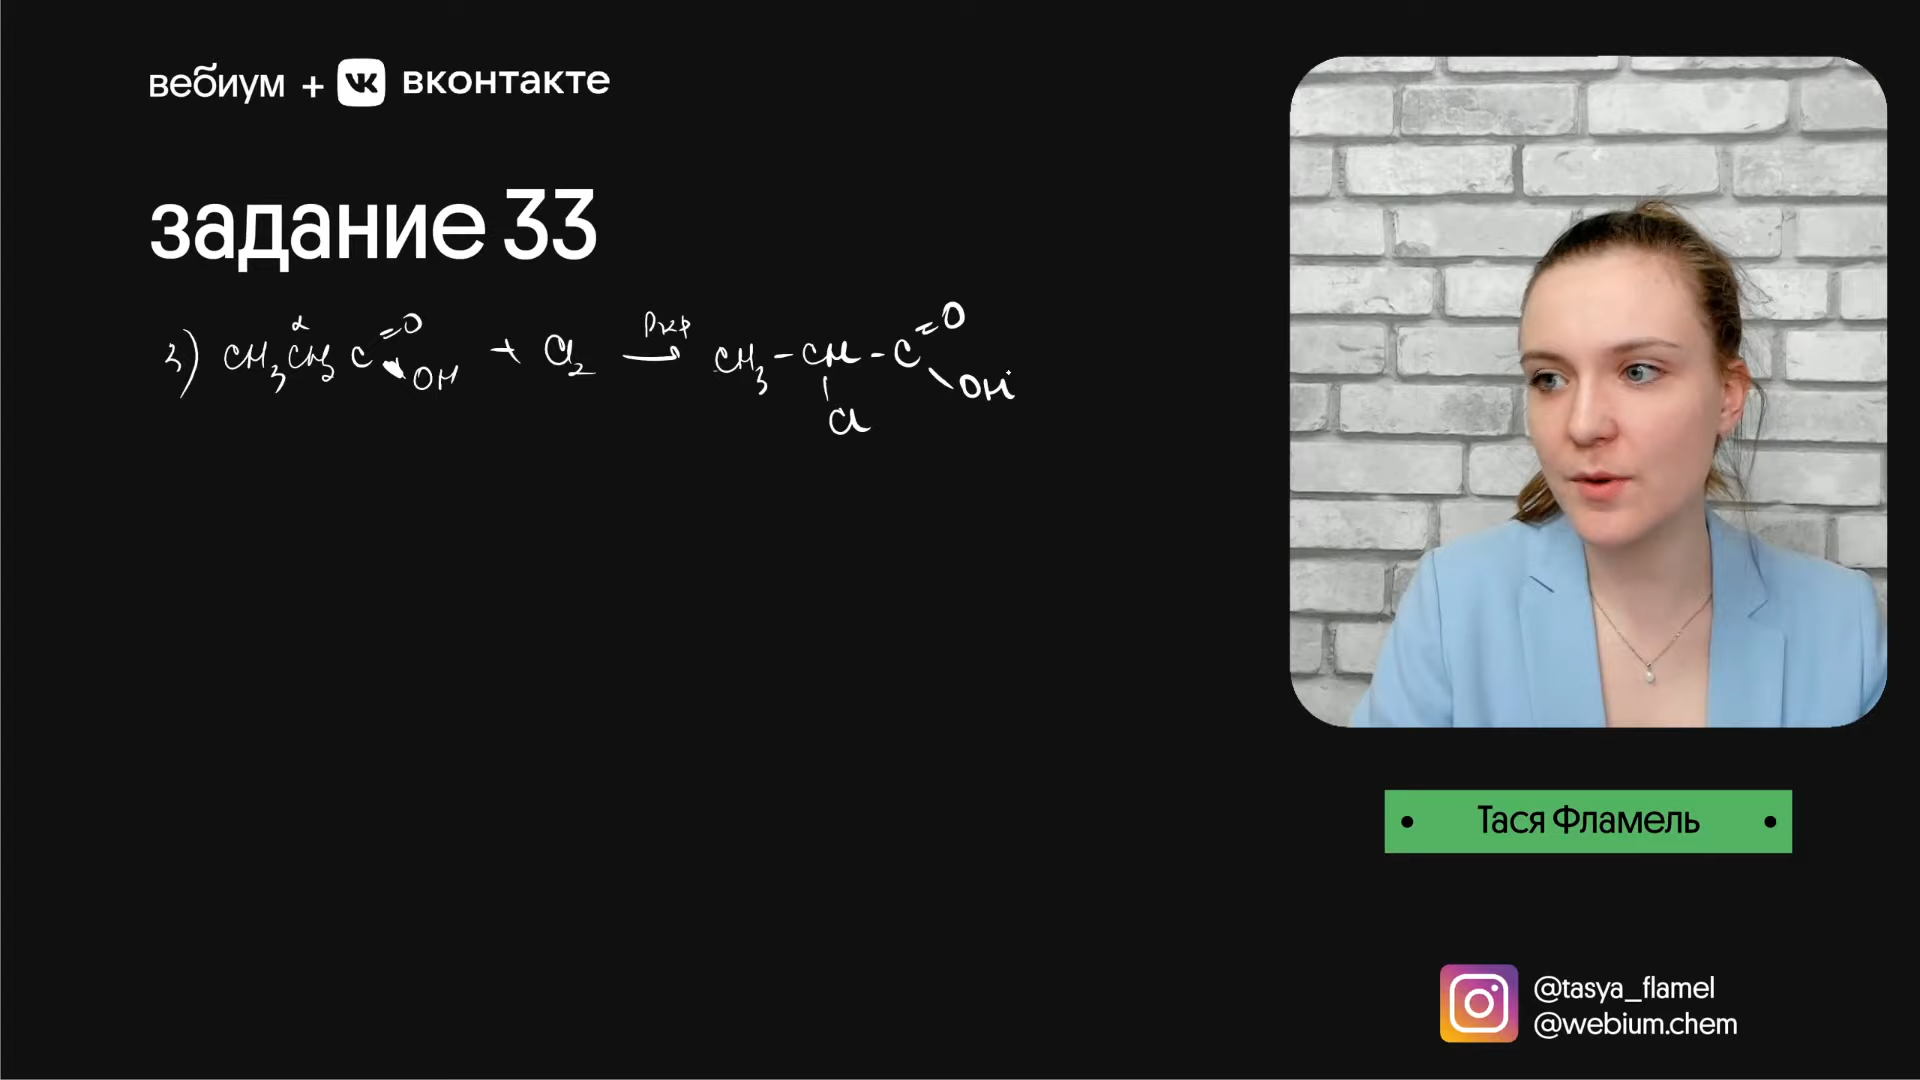 вебиум + вконтакте
задание 33
3) CH₃CH₂C=O OH + Cl₂ → CH₃-CH-C=O OH
α
Pкр
Cl
Тася Фламель
@tasya_flamel
@webium.chem